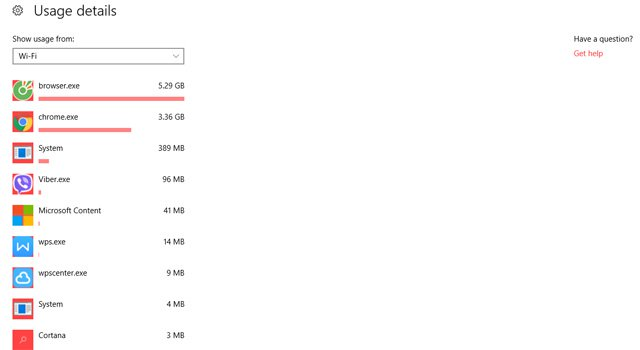 Usage details
Show usage from:
Have a question?
Wi-Fi
Get help
browser.exe 5.29 GB
chrome.exe 3.36 GB
System 389 MB
Viber.exe 96 MB
Microsoft Content 41 MB
wps.exe 14 MB
wpscenter.exe 9 MB
System 4 MB
Cortana 3 MB